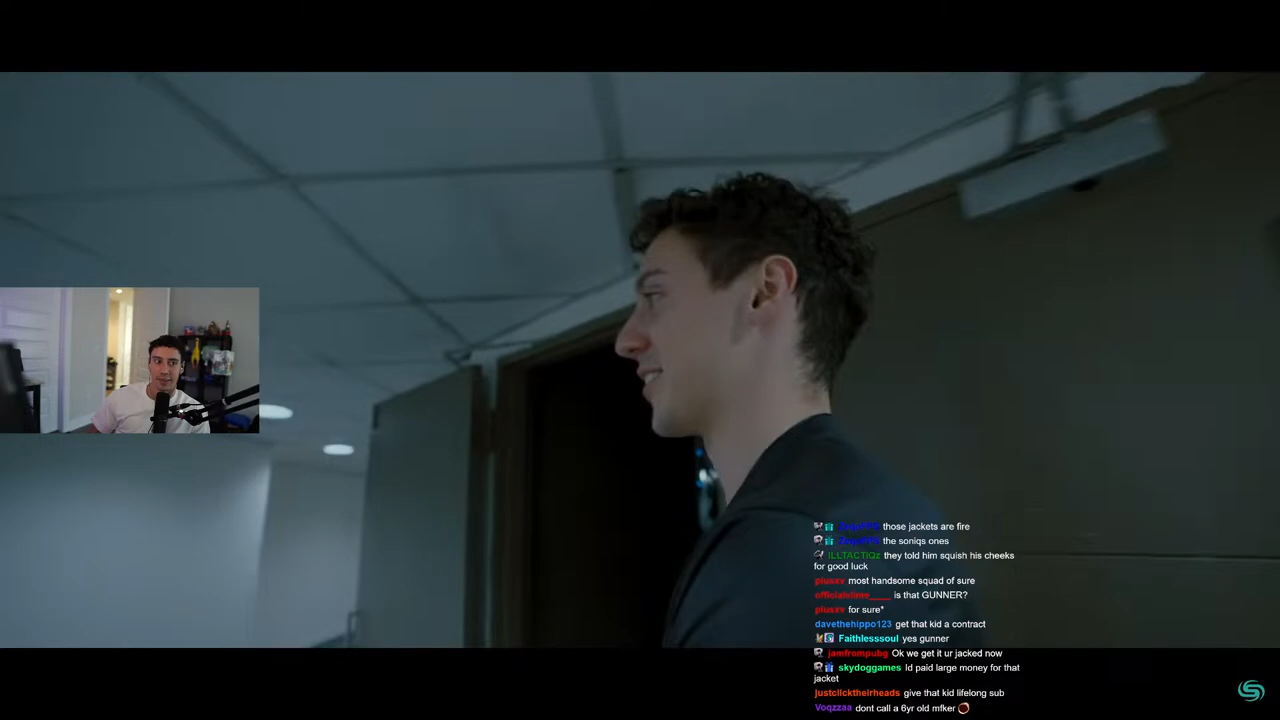 those jackets are fire
the soniqs ones
ILLTACTIQz they told him squish his cheeks
for good luck
piusxv most handsome squad of sure
is that GUNNER?
piusxv for sure*
davethehippo123 get that kid a contract
Faithlesssoul yes gunner
jamfrompubg Ok we get it ur jacked now
skydoggames Id paid large money for that
jacket
justclicktheirheads give that kid lifelong sub
Voqzzaa dont call a 6yr old mfker